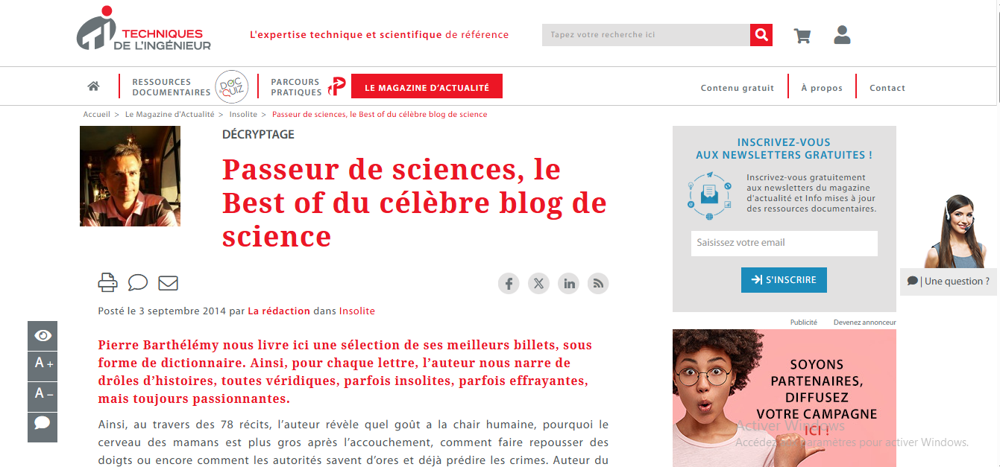 TECHNIQUES
DE L'INGÉNIEUR
L'expertise technique et scientifique de référence
Tapez votre recherche ici
RESSOURCES
DOCUMENTAIRES
DOC
& QUIZ
PARCOURS
PRATIQUES
LE MAGAZINE D'ACTUALITÉ
Contenu gratuit
À propos
Contact
Accueil > Le Magazine d'Actualité > Insolite > Passeur de sciences, le Best of du célèbre blog de science
DÉCRYPTAGE
Passeur de sciences, le
Best of du célèbre blog de
science
Posté le 3 septembre 2014 par La rédaction dans Insolite
A +
A −
Pierre Barthélémy nous livre ici une sélection de ses meilleurs billets, sous
forme de dictionnaire. Ainsi, pour chaque lettre, l'auteur nous narre de
drôles d'histoires, toutes véridiques, parfois insolites, parfois effrayantes,
mais toujours passionnantes.
Ainsi, au travers des 78 récits, l'auteur révèle quel goût a la chair humaine, pourquoi le
cerveau des mamans est plus gros après l'accouchement, comment faire repousser des
doigts ou encore comment les autorités savent d'ores et déjà prédire les crimes. Auteur du
INSCRIVEZ-VOUS
AUX NEWSLETTERS GRATUITES !
Inscrivez-vous gratuitement
aux newsletters du magazine
d'actualité et Info mises à jour
des ressources documentaires.
Saisissez votre email
S'INSCRIRE
| Une question ?
Publicité
Devenez annonceur
SOYONS
PARTENAIRES,
DIFFUSEZ
VOTRE CAMPAGNE
ICI !
Activer Windows
Accédez aux paramètres pour activer Windows.